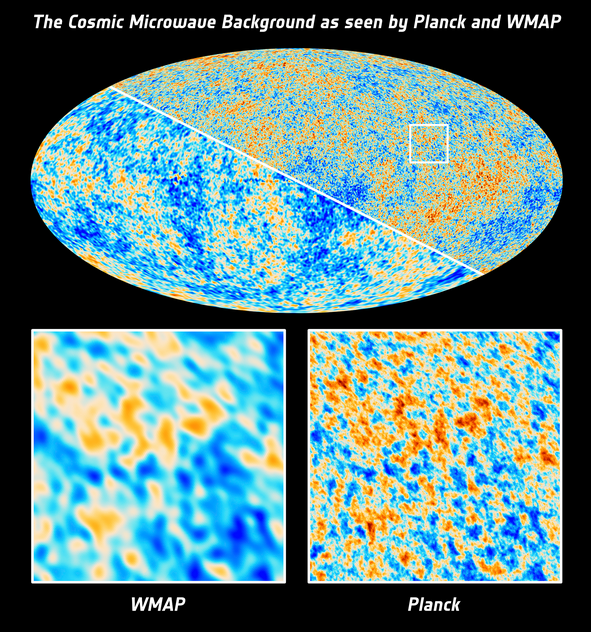 The Cosmic Microwave Background as seen by Planck and WMAP
WMAP
Planck